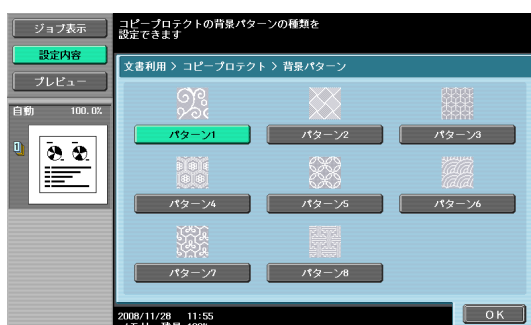 ジョブ表示
コピープロテクトの背景パターンの種類を
設定できます
設定内容
文書利用 > コピープロテクト > 背景パターン
プレビュー
自動 100.0%
パターン1
パターン2
パターン3
パターン4
パターン5
パターン6
パターン7
パターン8
2008/11/28 11:55
OK